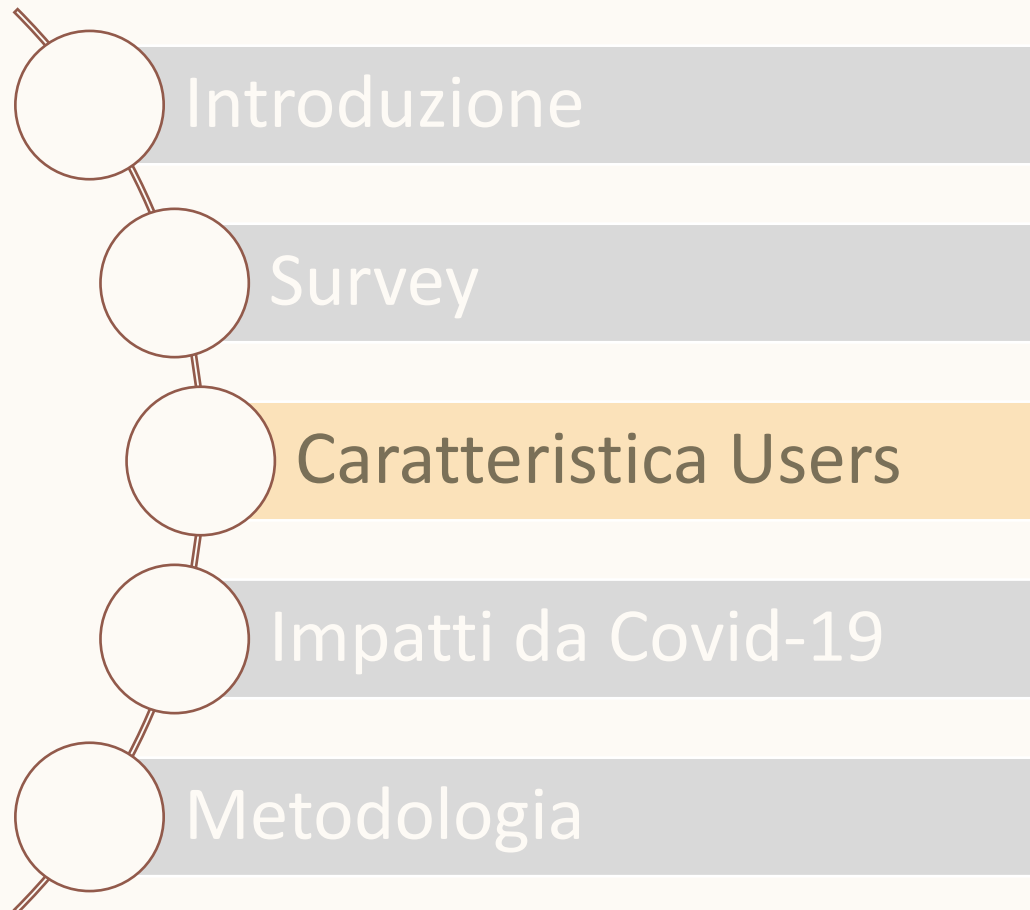 Introduzione
Survey
Caratteristica Users
Impatti da Covid-19
Metodologia